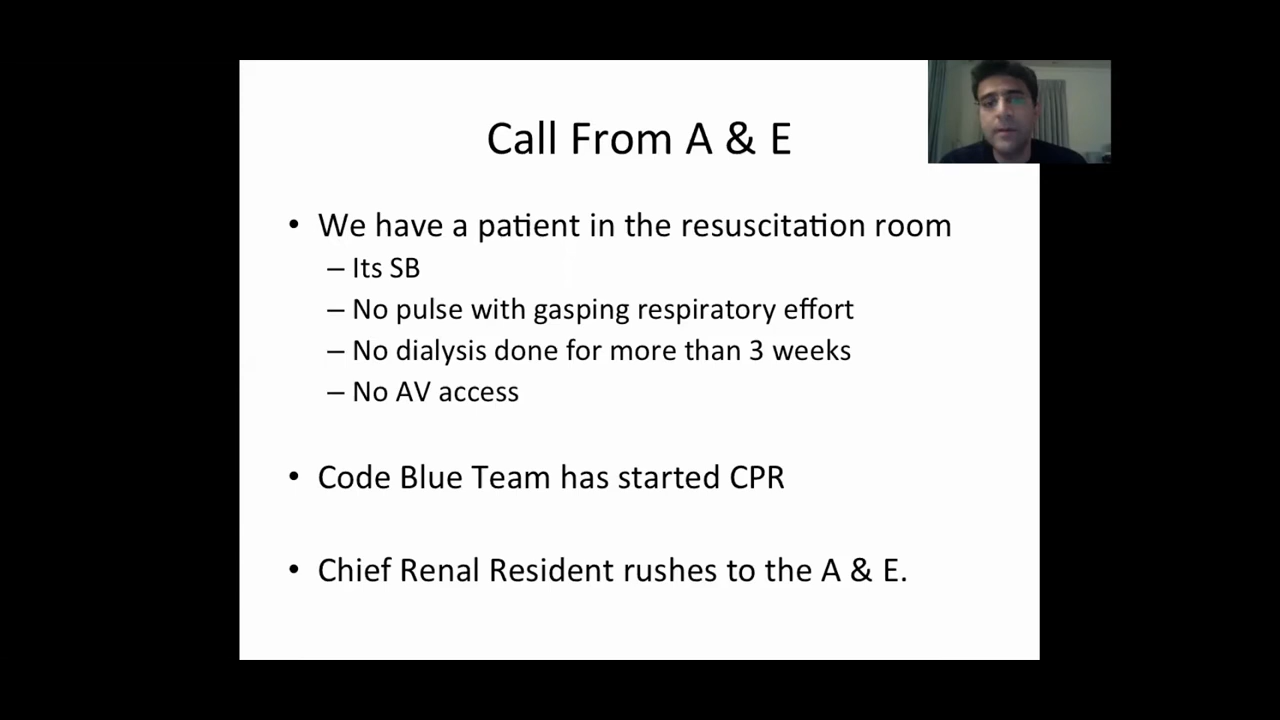 Call From A & E
• We have a patient in the resuscitation room
– Its SB
– No pulse with gasping respiratory effort
– No dialysis done for more than 3 weeks
– No AV access
• Code Blue Team has started CPR
• Chief Renal Resident rushes to the A & E.